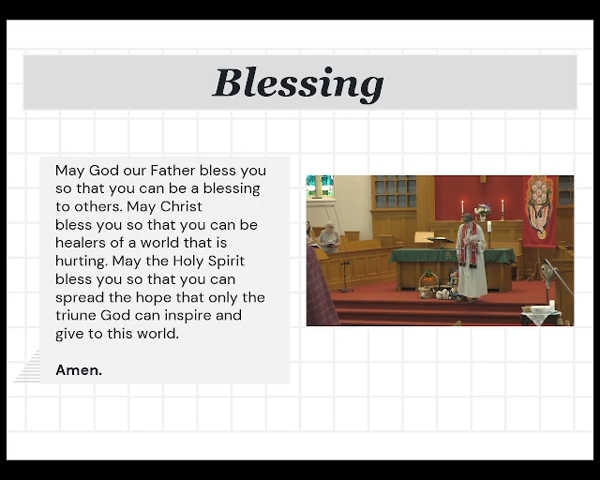 Blessing
May God our Father bless you
so that you can be a blessing
to others. May Christ
bless you so that you can be
healers of a world that is
hurting. May the Holy Spirit
bless you so that you can
spread the hope that only the
triune God can inspire and
give to this world.
Amen.